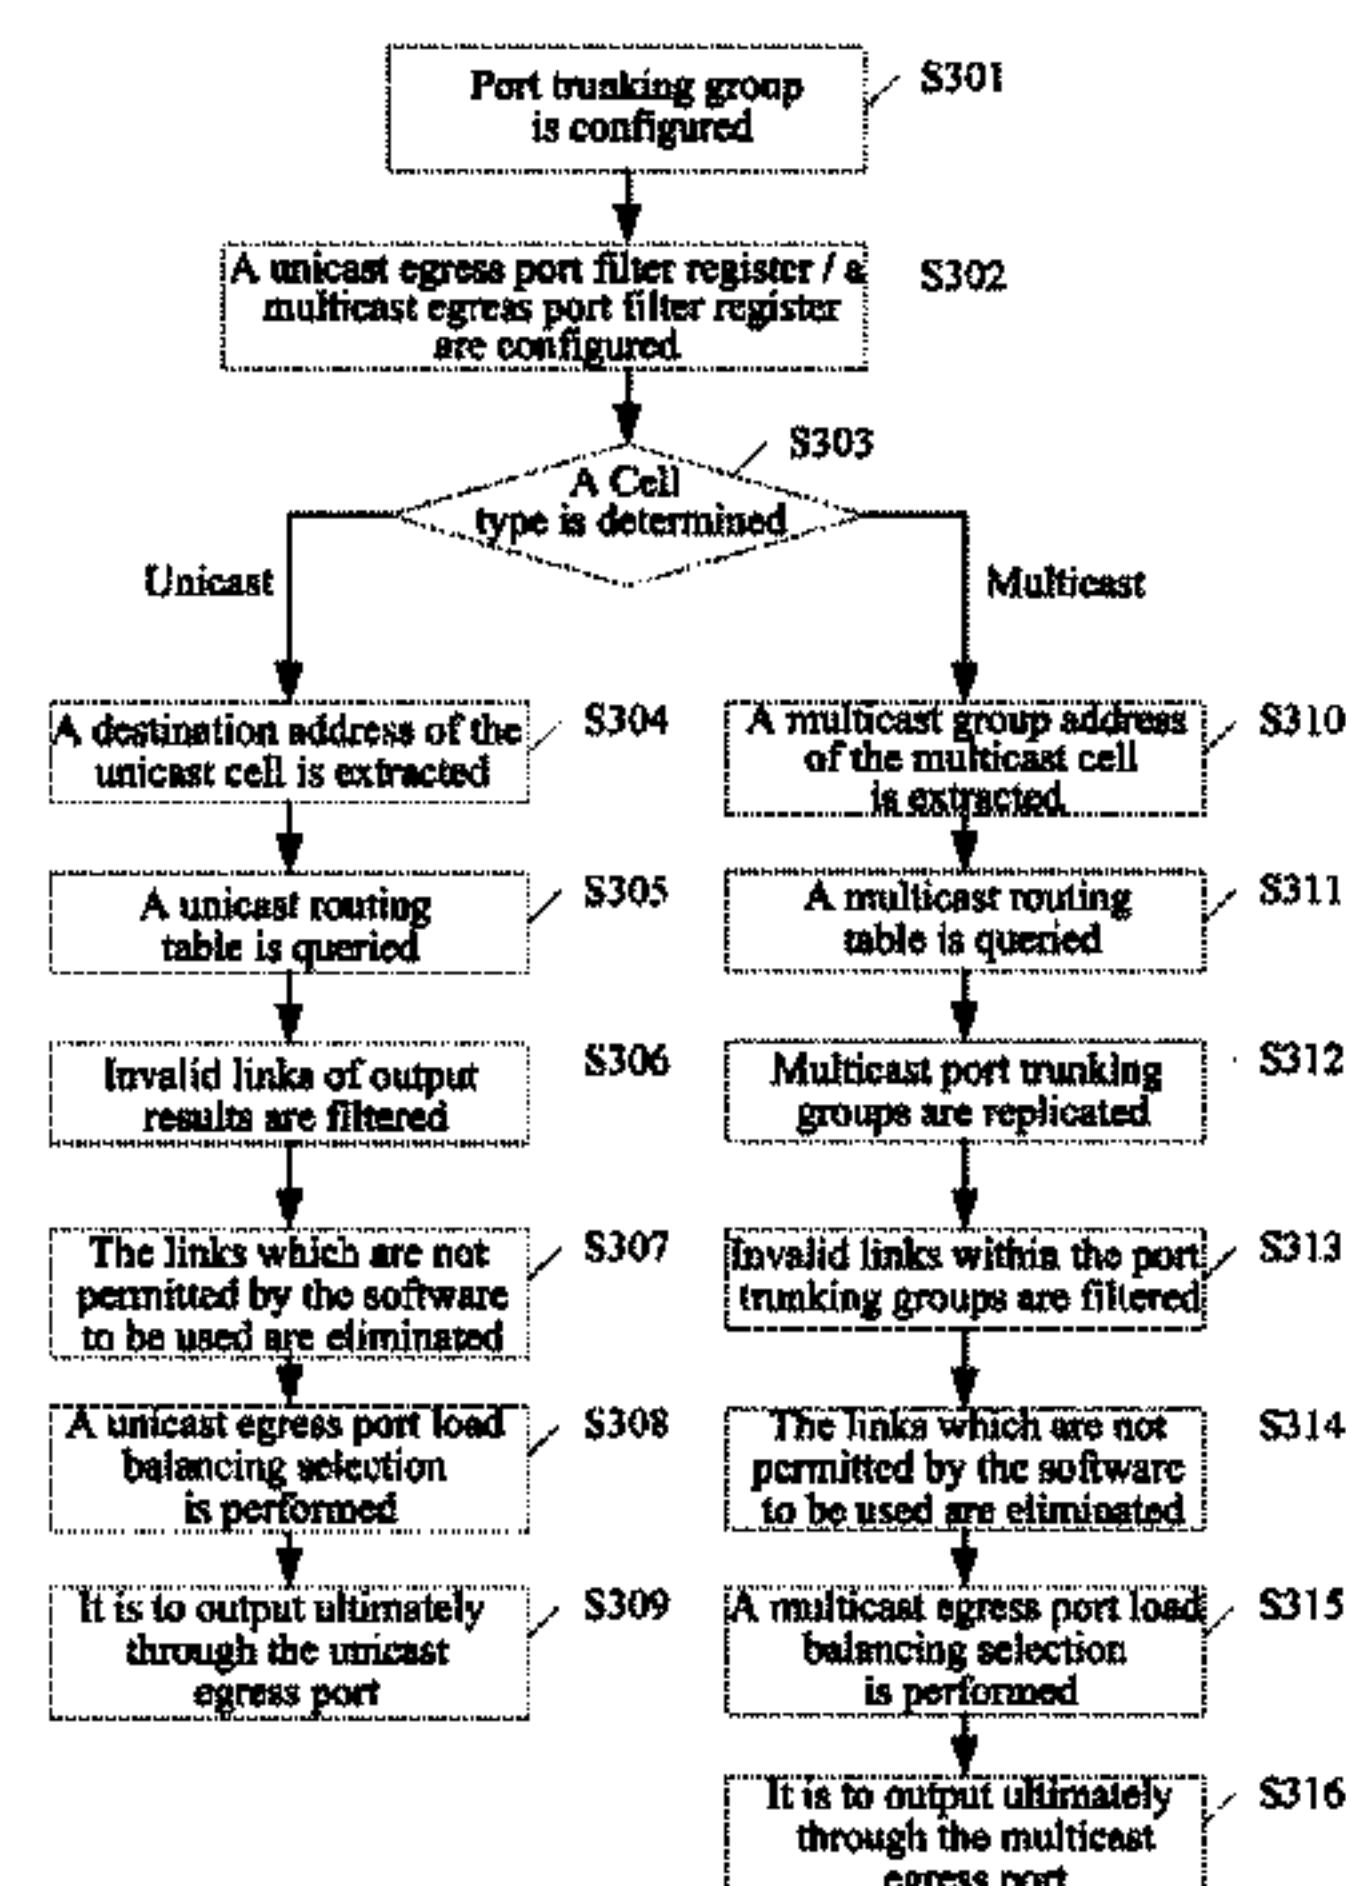 Port trunking group
is configured
S301
A unicast egress port filter register / a
multicast egress port filter register
are configured
S302
S303
A Cell
type is determined
Unicast
Multicast
A destination address of the
unicast cell is extracted
S304
A unicast routing
table is queried
S305
Invalid links of output
results are filtered
S306
The links which are not
permitted by the software
to be used are eliminated
S307
A unicast egress port load
balancing selection
is performed
S308
It is to output ultimately
through the unicast
egress port
S309
A multicast group address
of the multicast cell
is extracted
S310
A multicast routing
table is queried
S311
Multicast port trunking
groups are replicated
S312
Invalid links within the port
trunking groups are filtered
S313
The links which are not
permitted by the software
to be used are eliminated
S314
A multicast egress port load
balancing selection
is performed
S315
It is to output ultimately
through the multicast
egress port
S316